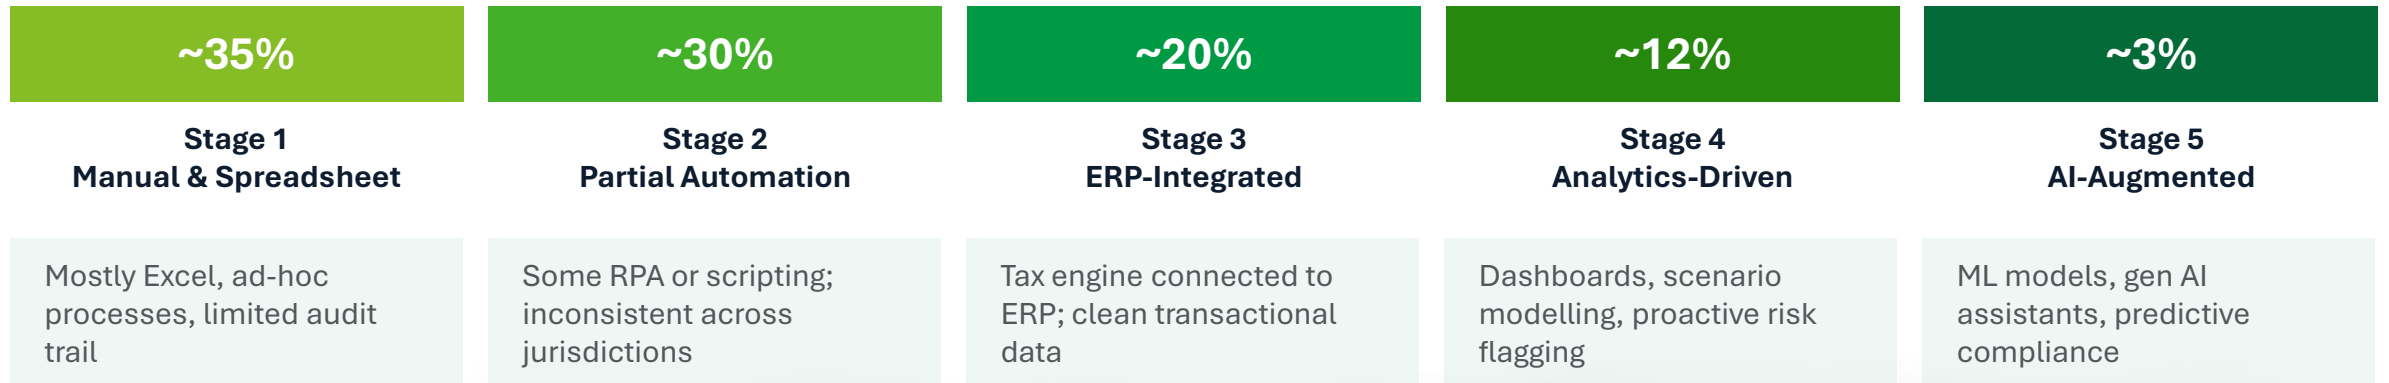 ~35%
~30%
~20%
~12%
~3%
Stage 1
Manual & Spreadsheet
Stage 2
Partial Automation
Stage 3
ERP-Integrated
Stage 4
Analytics-Driven
Stage 5
AI-Augmented
Mostly Excel, ad-hoc
processes, limited audit
trail
Some RPA or scripting;
inconsistent across
jurisdictions
Tax engine connected to
ERP; clean transactional
data
Dashboards, scenario
modelling, proactive risk
flagging
ML models, gen AI
assistants, predictive
compliance